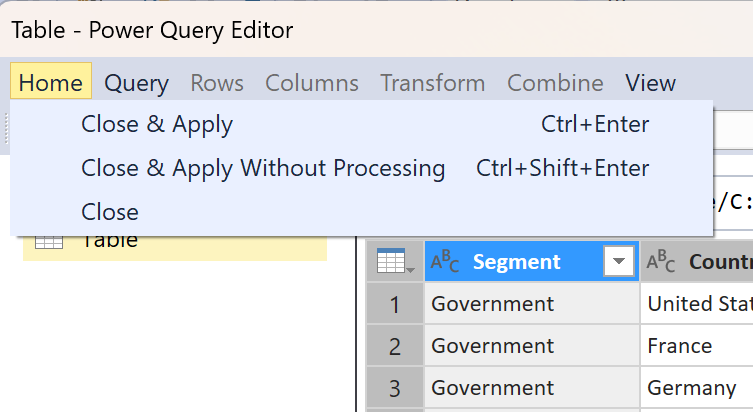 Table - Power Query Editor
Home Query Rows Columns Transform Combine View
Close & Apply Ctrl+Enter
Close & Apply Without Processing Ctrl+Shift+Enter
/C:
Close
Table
ABC Segment ABC Countr
1 Government United Stat
2 Government France
3 Government Germany